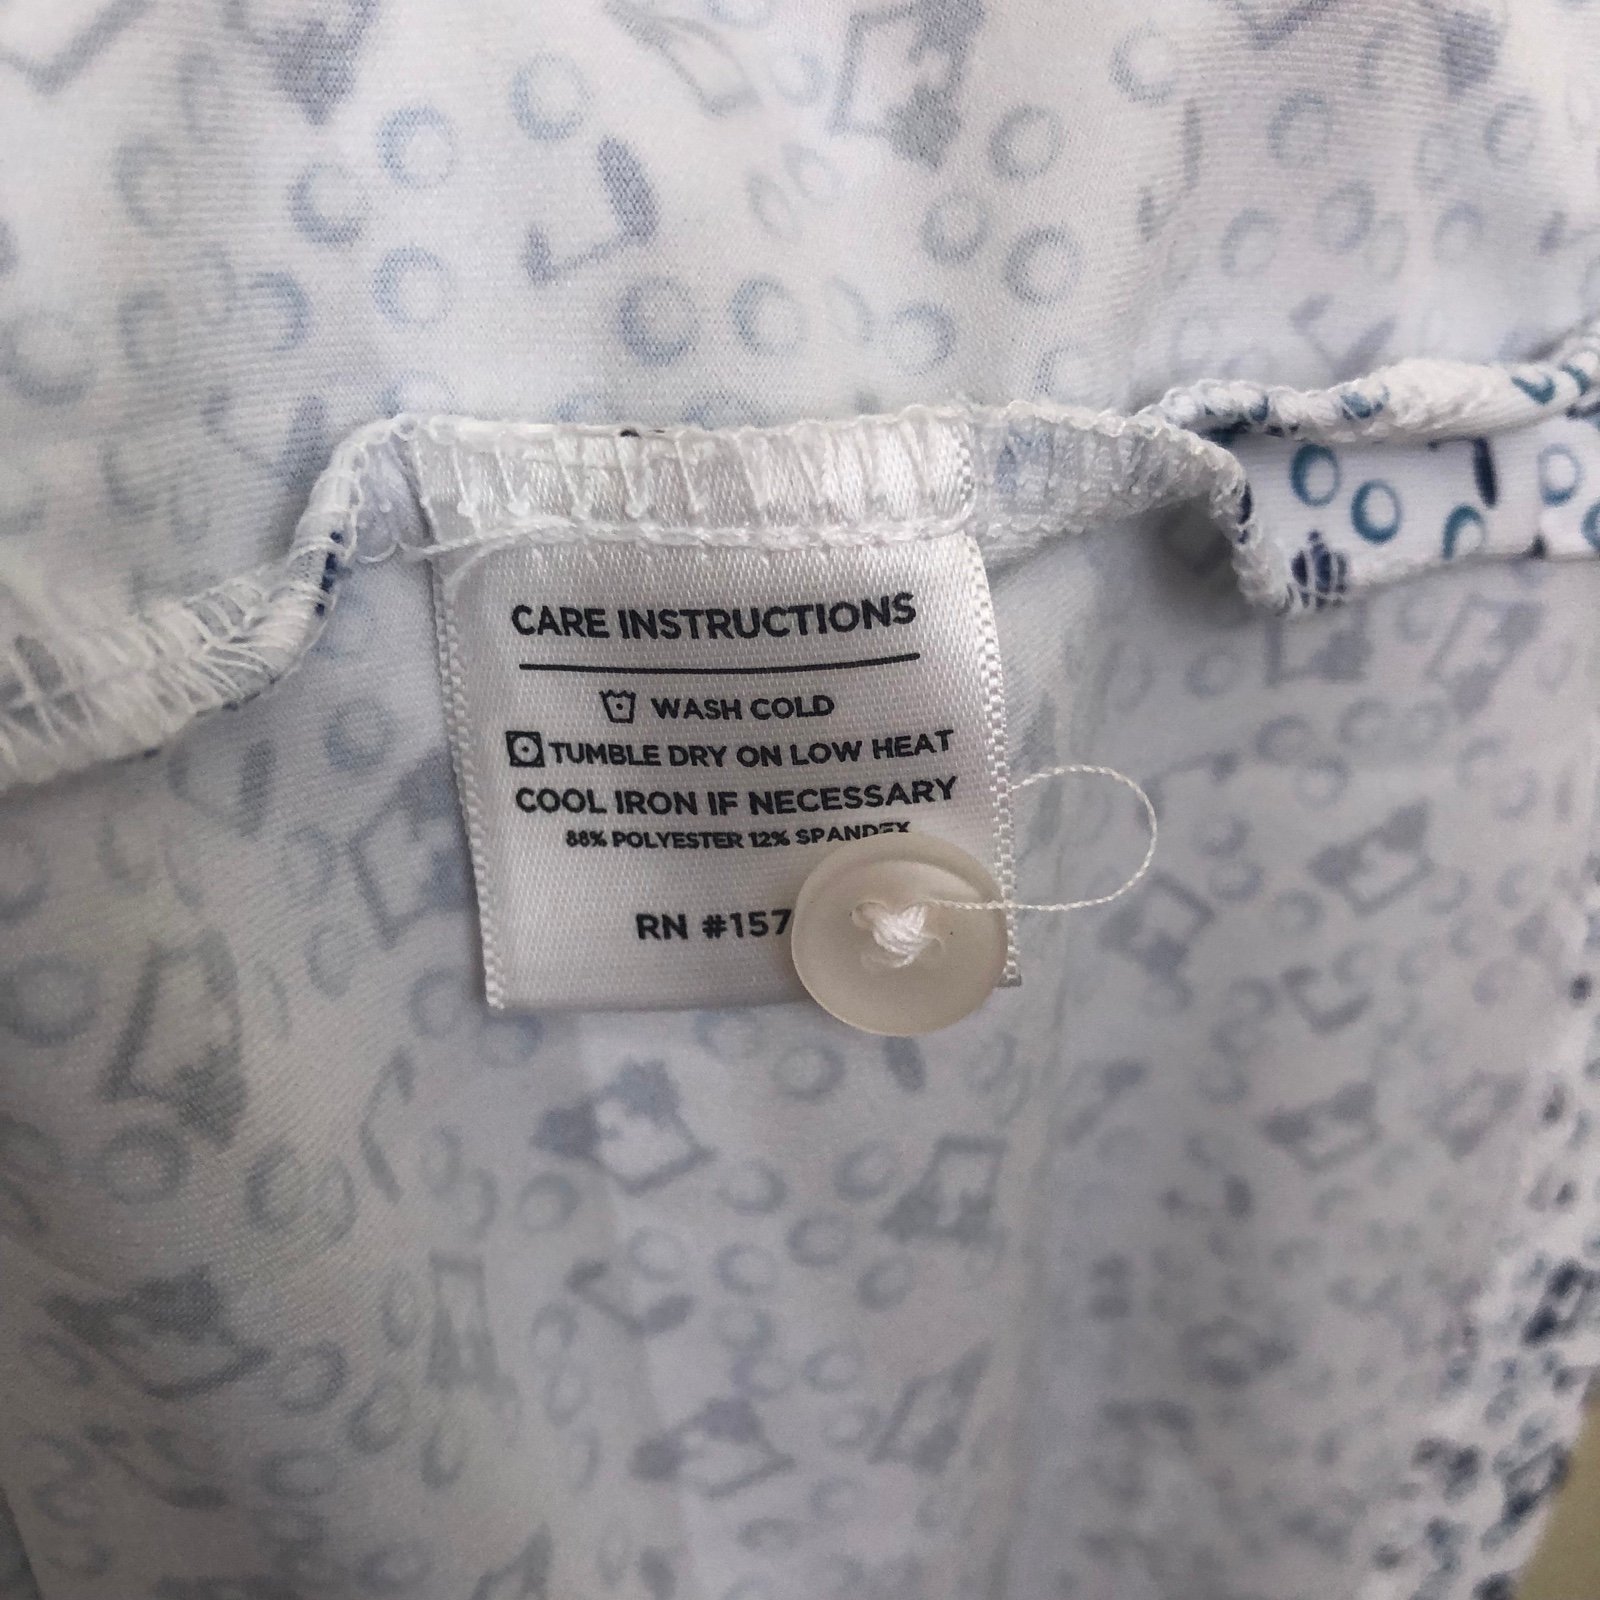 CARE INSTRUCTIONS
WASH COLD
TUMBLE DRY ON LOW HEAT
COOL IRON IF NECESSARY
88% POLYESTER 12% SPANDEX
RN #157